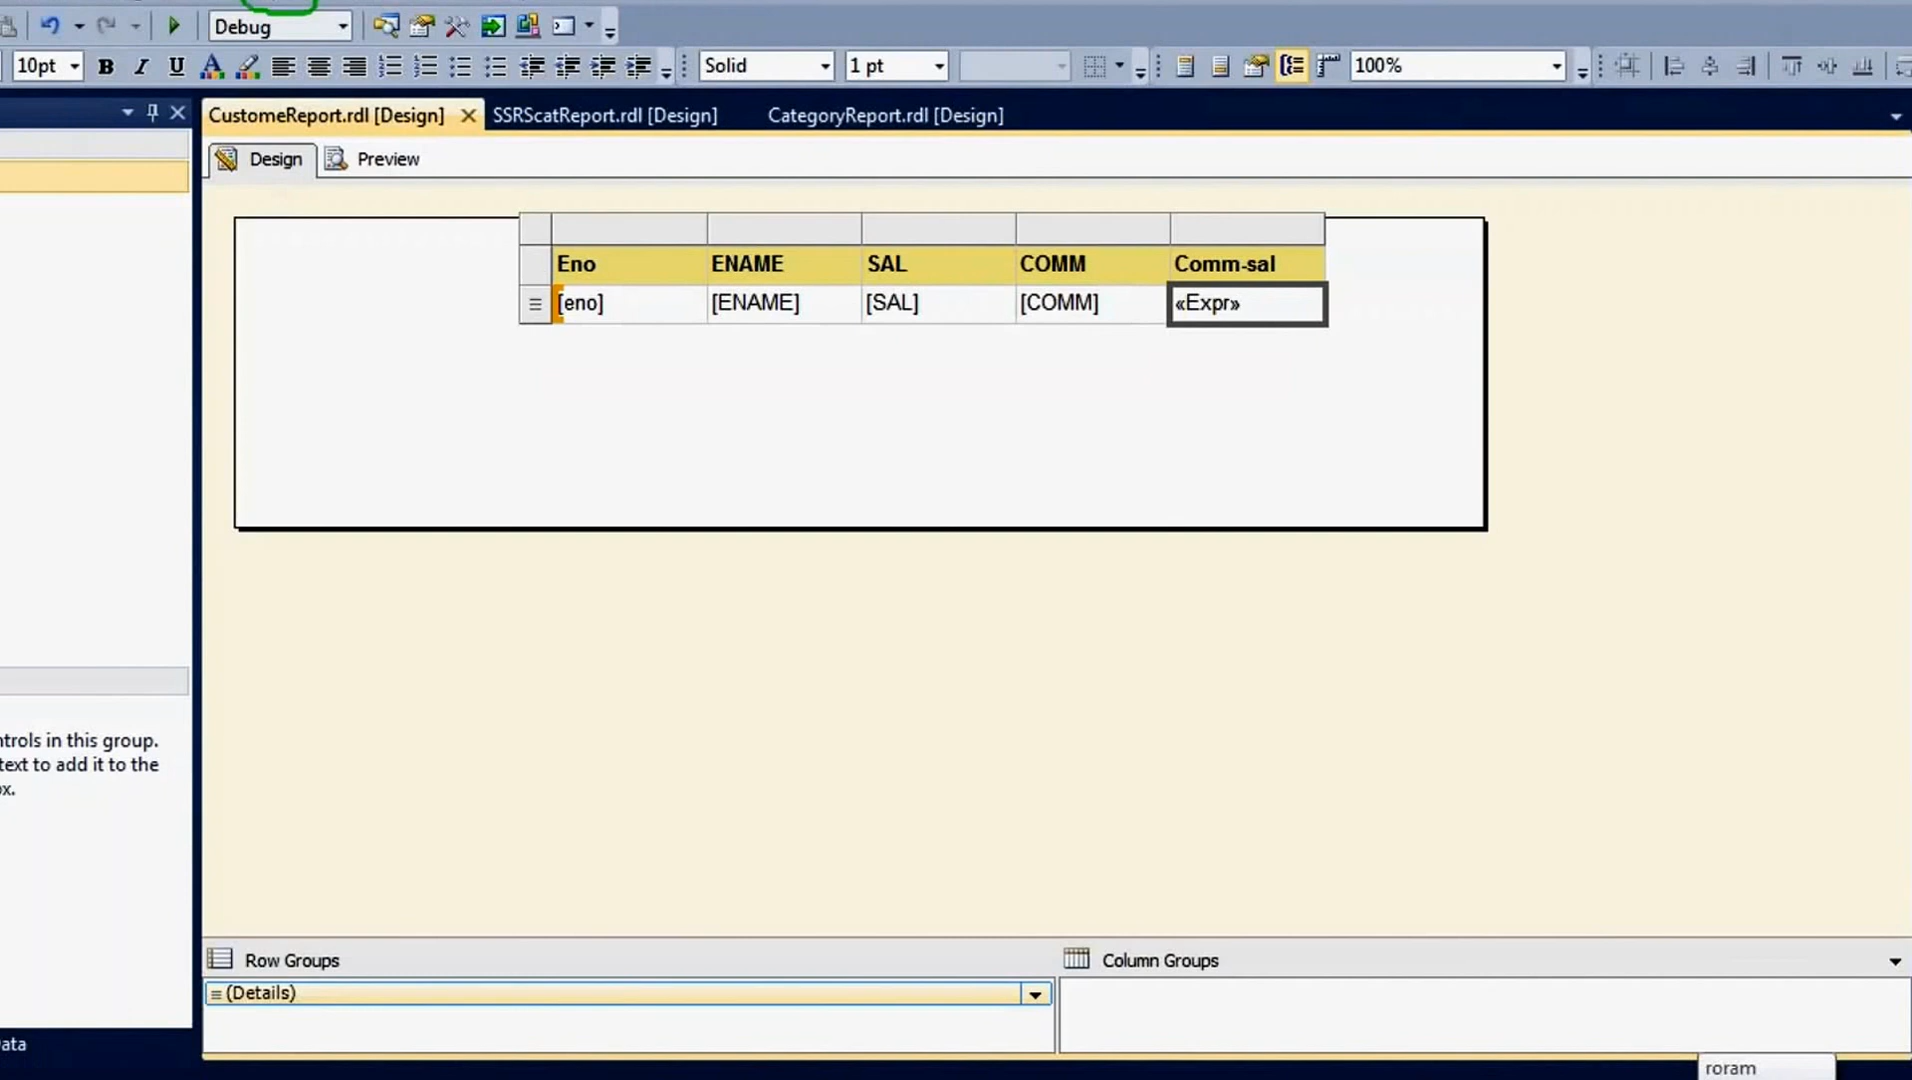 Debug
10pt
B I U
Solid
1 pt
100%
CustomeReport.rdl [Design]
SSRScatReport.rdl [Design]
CategoryReport.rdl [Design]
Design
Preview
Eno ENAME SAL COMM Comm-sal
[eno] [ENAME] [SAL] [COMM] «Expr»
ntrols in this group.
text to add it to the
ox.
Row Groups
Column Groups
(Details)
ata
roram